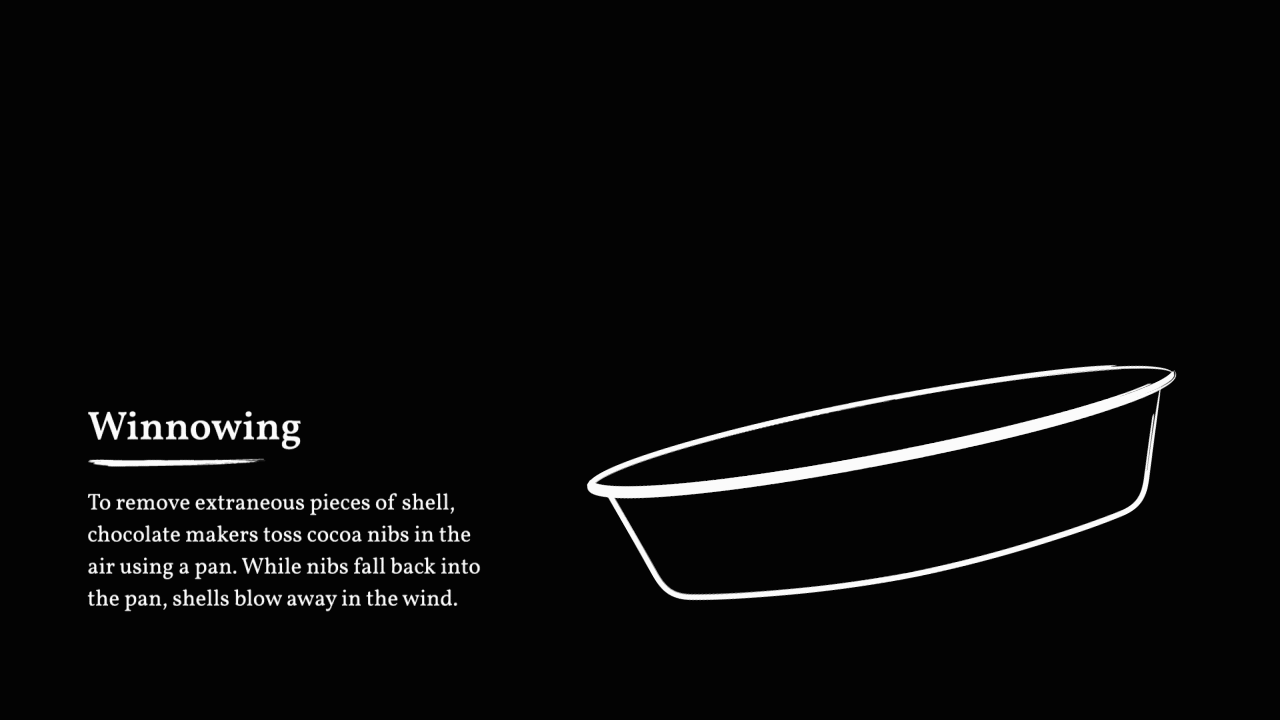 Winnowing
To remove extraneous pieces of shell,
chocolate makers toss cocoa nibs in the
air using a pan. While nibs fall back into
the pan, shells blow away in the wind.